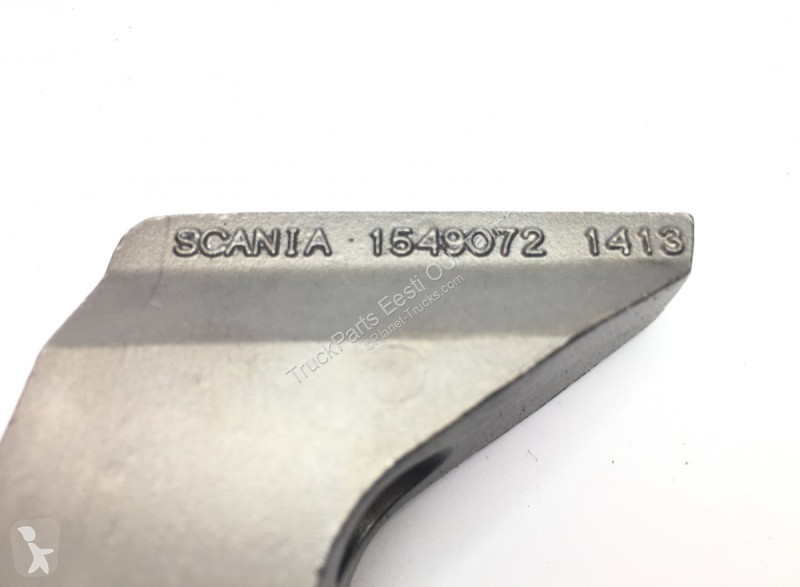 SCANIA 1549072 1413
TruckParts Eesti OÜ
©Planet-Trucks.com